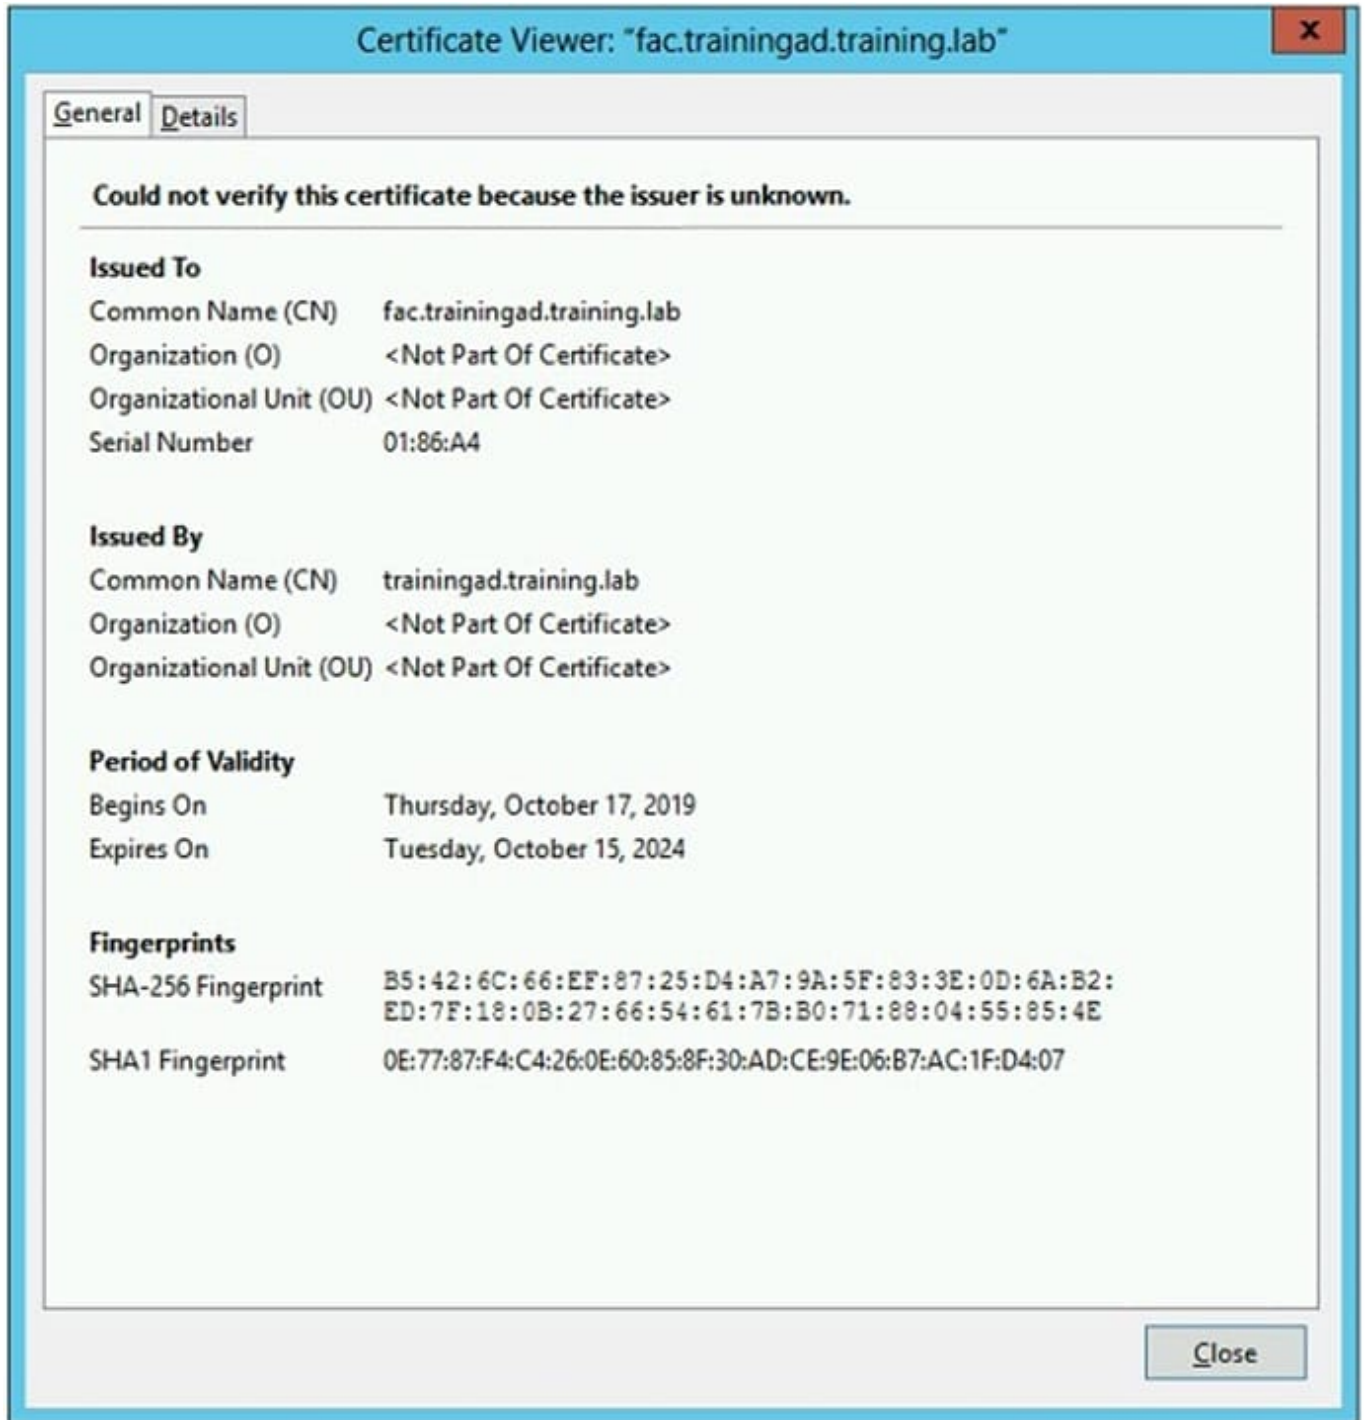 Certificate Viewer: "fac.trainingad.training.lab"
x
General Details
Could not verify this certificate because the issuer is unknown.
Issued To
Common Name (CN) fac.trainingad.training.lab
Organization (O) <Not Part Of Certificate>
Organizational Unit (OU) <Not Part Of Certificate>
Serial Number 01:86:A4
Issued By
Common Name (CN) trainingad.training.lab
Organization (O) <Not Part Of Certificate>
Organizational Unit (OU) <Not Part Of Certificate>
Period of Validity
Begins On Thursday, October 17, 2019
Expires On Tuesday, October 15, 2024
Fingerprints
SHA-256 Fingerprint B5:42:6C:66:EF:87:25:D4:A7:9A:5F:83:3E:0D:6A:B2:
ED:7F:18:0B:27:66:54:61:7B:B0:71:88:04:55:85:4E
SHA1 Fingerprint 0E:77:87:F4:C4:26:0E:60:85:8F:30:AD:CE:9E:06:B7:AC:1F:D4:07
Close